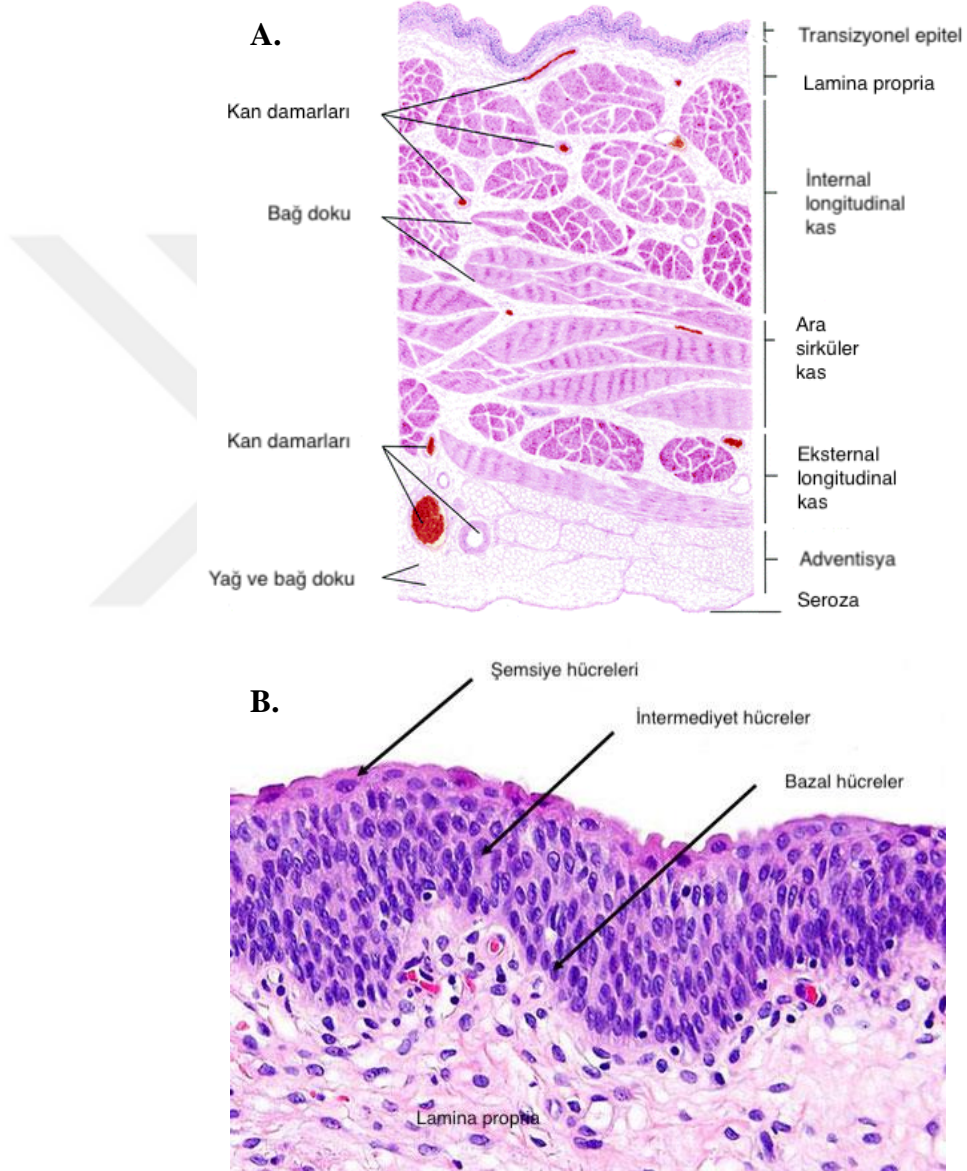 A.
Transizyonel epitel
Lamina propria
Kan damarları
İnternal
longitudinal
kas
Bağ doku
Ara
sirküler
kas
Kan damarları
Eksternal
longitudinal
kas
Adventisya
Yağ ve bağ doku
Seroza
B.
Şemsiye hücreleri
İntermediyet hücreler
Bazal hücreler
Lamina propria